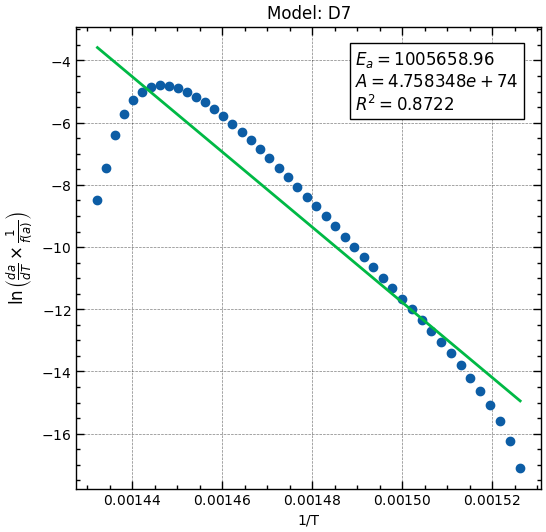 Model: D7
E_a = 1005658.96
A = 4.758348e + 74
R^2 = 0.8722
ln (da/dT × 1/f(a))
−4
−6
−8
−10
−12
−14
−16
0.00144 0.00146 0.00148 0.00150 0.00152
1/T